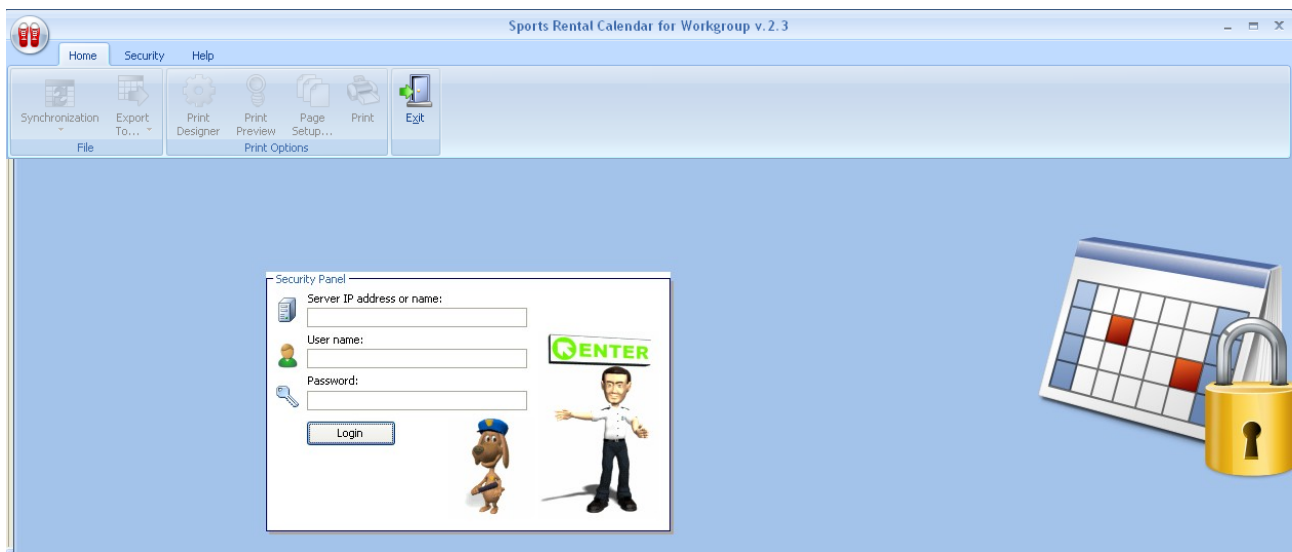 Sports Rental Calendar for Workgroup v.2.3
Home Security Help
Synchronization Export To... Print Designer Print Preview Page Setup... Print Exit
File Print Options
Security Panel
Server IP address or name:
User name:
ENTER
Password:
Login